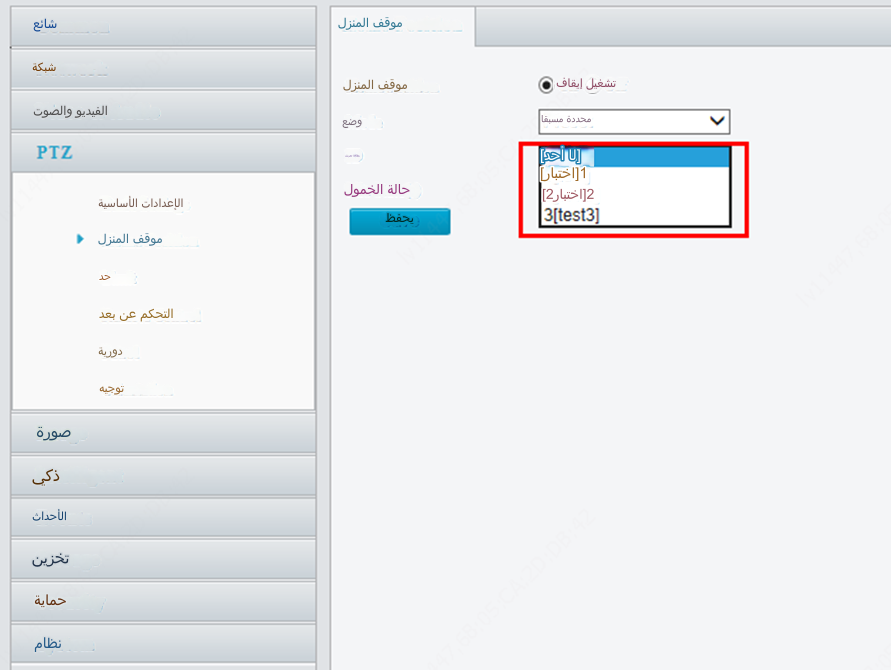 شائع
شبكة
الفيديو والصوت
PTZ
الإعدادات الأساسية
موقف المنزل
حد
التحكم عن بعد
دورية
توجيه
صورة
ذكي
الأحداث
تخزين
حماية
نظام
موقف المنزل
موقف المنزل
تشغيل إيقاف
وضع
محددة مسبقا
[لا أحد]
1[اختبار]
2[اختبار2]
3[test3]
حالة الخمول
يحفظ